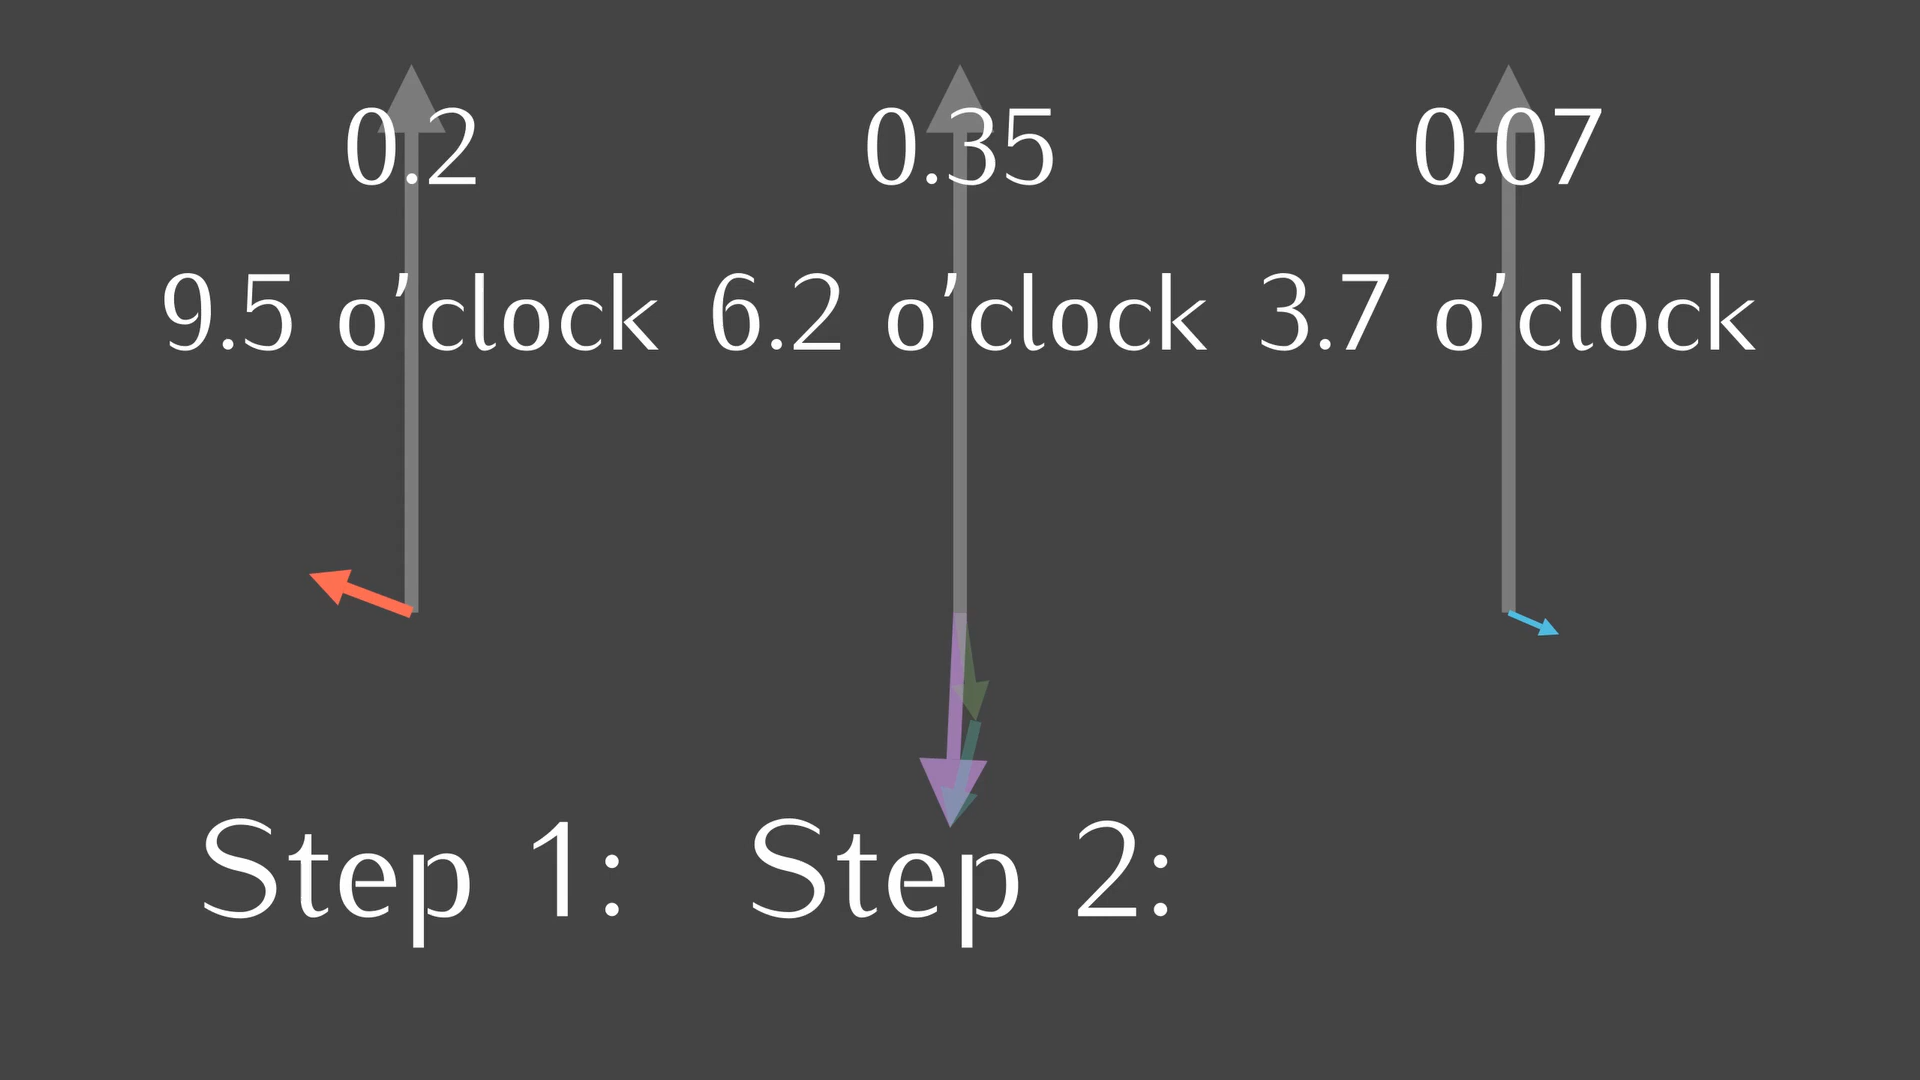 0.2 0.35 0.07
9.5 o’clock 6.2 o’clock 3.7 o’clock
Step 1: Step 2: